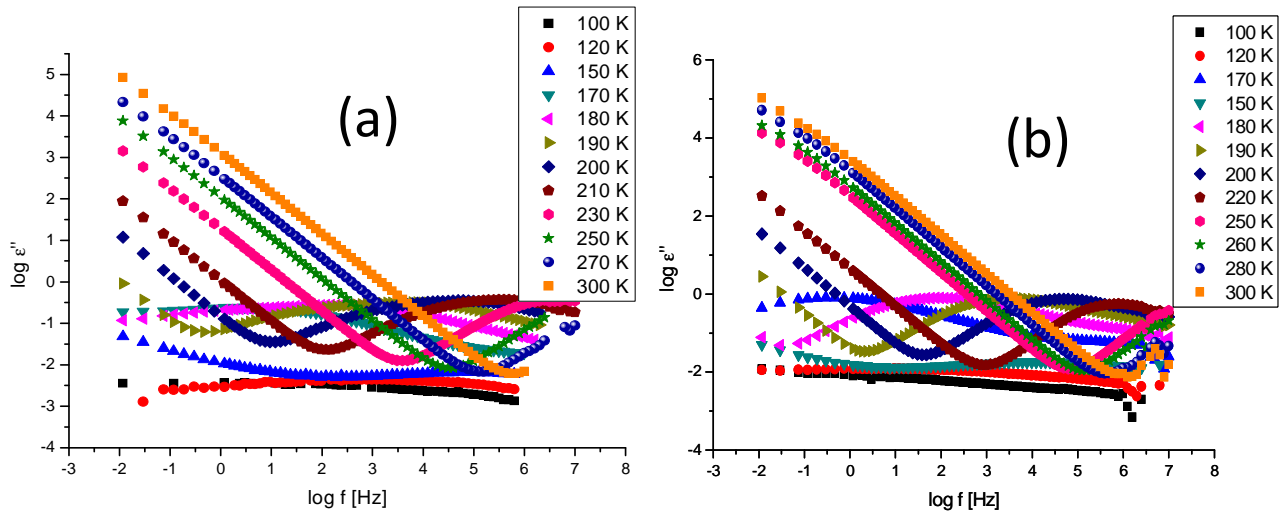 (a)
log ε''
5
4
3
2
1
0
-1
-2
-3
-4
-3 -2 -1 0 1 2 3 4 5 6 7 8
log f [Hz]
100 K
120 K
150 K
170 K
180 K
190 K
200 K
210 K
230 K
250 K
270 K
300 K
(b)
log ε''
6
4
2
0
-2
-4
-3 -2 -1 0 1 2 3 4 5 6 7 8
log f [Hz]
100 K
120 K
170 K
150 K
180 K
190 K
200 K
220 K
250 K
260 K
280 K
300 K